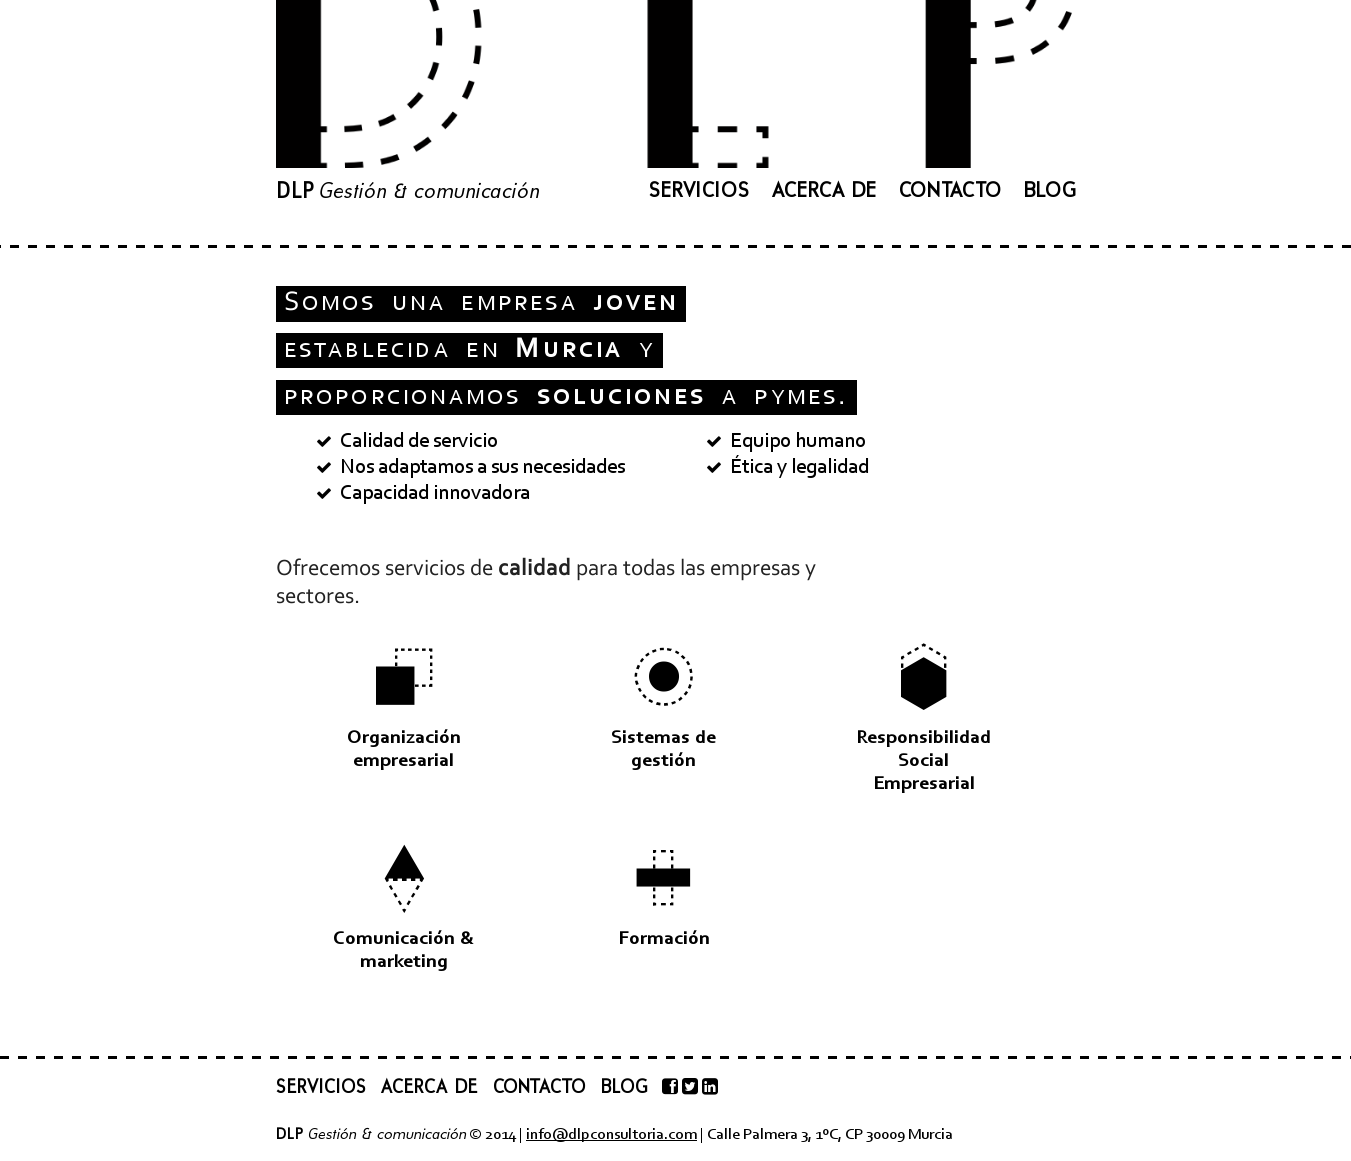 DLP
DLP Gestión & comunicación
SERVICIOS ACERCA DE CONTACTO BLOG
Somos una empresa joven
establecida en Murcia y
proporcionamos soluciones a pymes.
Calidad de servicio
Nos adaptamos a sus necesidades
Capacidad innovadora
Equipo humano
Ética y legalidad
Ofrecemos servicios de calidad para todas las empresas y
sectores.
Organización
empresarial
Sistemas de
gestión
Responsibilidad
Social
Empresarial
Comunicación &
marketing
Formación
SERVICIOS ACERCA DE CONTACTO BLOG
DLP Gestión & comunicación © 2014 | info@dlpconsultoria.com | Calle Palmera 3, 1ºC, CP 30009 Murcia